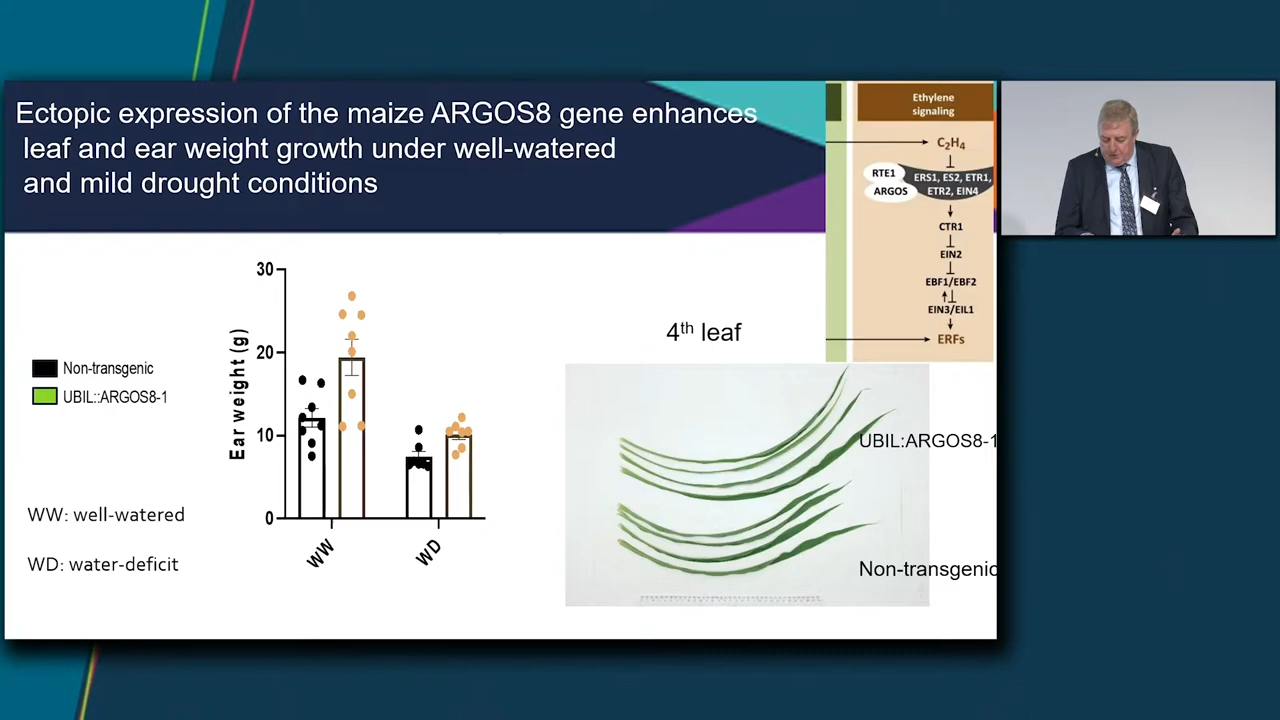 Ectopic expression of the maize ARGOS8 gene enhances
leaf and ear weight growth under well-watered
and mild drought conditions
Ethylene
signaling
C₂H₄
RTE1
ARGOS
ERS1, ES2, ETR1,
ETR2, EIN4
CTR1
EIN2
EBF1/EBF2
EIN3/EIL1
ERFs
Non-transgenic
UBIL::ARGOS8-1
WW: well-watered
WD: water-deficit
Ear weight (g)
30
20
10
0
WW
WD
4th leaf
UBIL:ARGOS8-1
Non-transgenic